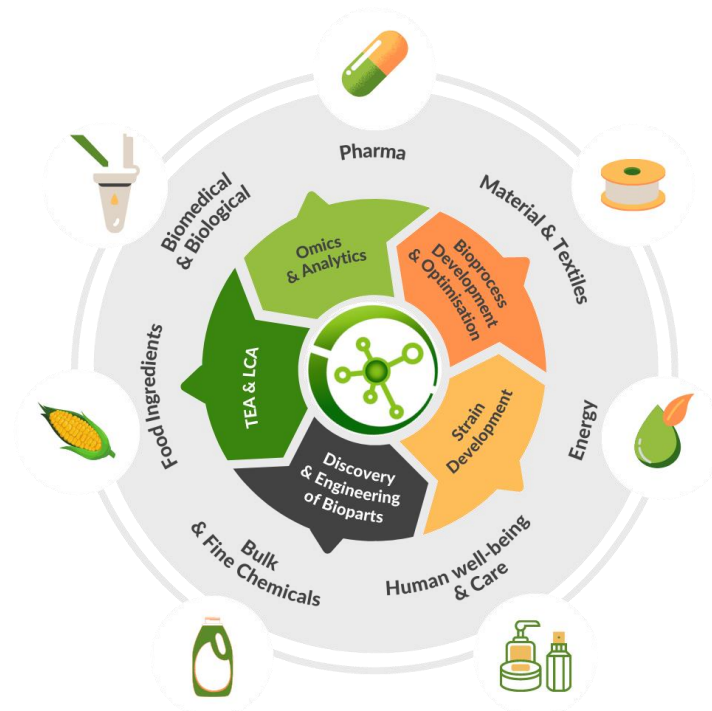 Pharma
Material & Textiles
Energy
Human well-being
& Care
Bulk
& Fine Chemicals
Food Ingredients
Biomedical
& Biological
Omics
& Analytics
Bioprocess
Development
& Optimisation
Strain
Development
Discovery
& Engineering
of Bioparts
TEA & LCA